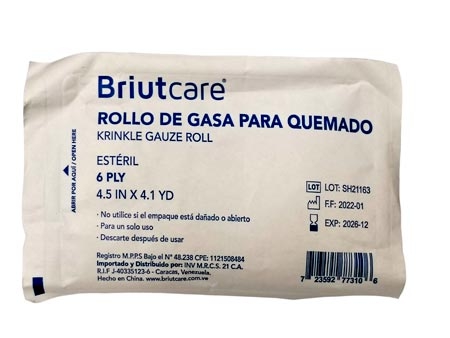 Briutcare®
ROLLO DE GASA PARA QUEMADO
KRINKLE GAUZE ROLL
ESTÉRIL
6 PLY
4.5 IN X 4.1 YD
· No utilice si el empaque está dañado o abierto
· Para un solo uso
· Descarte después de usar
ABRIR POR AQUÍ / OPEN HERE
LOT LOT: SH21163
F.F: 2022-01
EXP: 2026-12
Registro M.P.P.S Bajo el N° 48.238 CPE: 1121508484
Importado y Distribuido por: INV M.R.C.S. 21 C.A.
R.I.F J-40335123-6 - Caracas, Venezuela.
Hecho en China. www.briutcare.com.ve
7 23592 77310 6